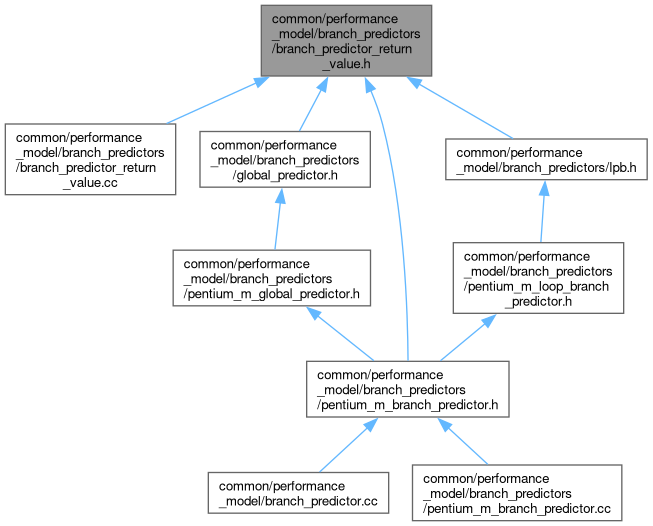 common/performance
_model/branch_predictors
/branch_predictor_return
_value.h
common/performance
_model/branch_predictors
/branch_predictor_return
_value.cc
common/performance
_model/branch_predictors
/global_predictor.h
common/performance
_model/branch_predictors/lpb.h
common/performance
_model/branch_predictors
/pentium_m_global_predictor.h
common/performance
_model/branch_predictors
/pentium_m_loop_branch
_predictor.h
common/performance
_model/branch_predictors
/pentium_m_branch_predictor.h
common/performance
_model/branch_predictor.cc
common/performance
_model/branch_predictors
/pentium_m_branch_predictor.cc